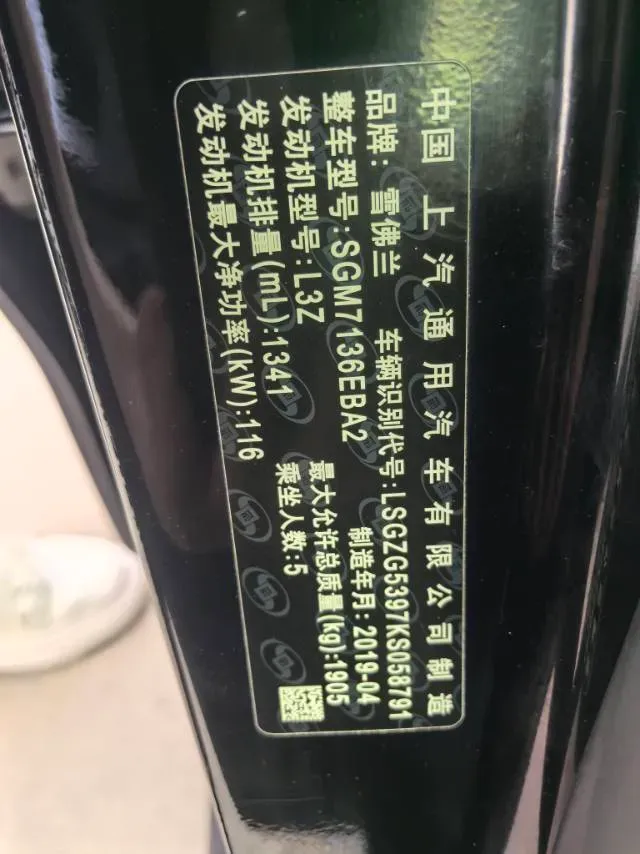 中国 上汽通用汽车有限公司制造
品牌: 雪佛兰 车辆识别代号:LSGZG5397KS058791
整车型号:SGM7136EBA2 制造年月:2019-04
发动机型号:L3Z 最大允许总质量(kg):1905
发动机排量(mL):1341 乘坐人数:5
发动机最大净功率(kW):116